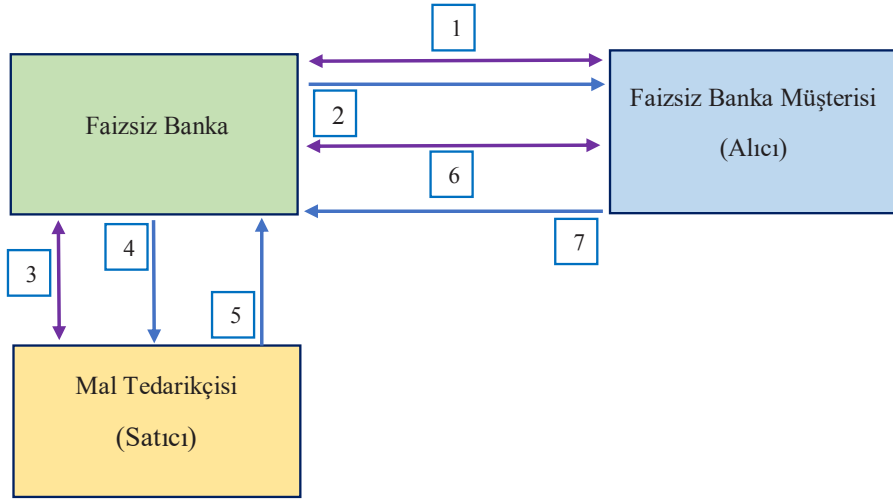 1
Faizsiz Banka
2
Faizsiz Banka Müşterisi
(Alıcı)
6
7
3
4
5
Mal Tedarikçisi
(Satıcı)